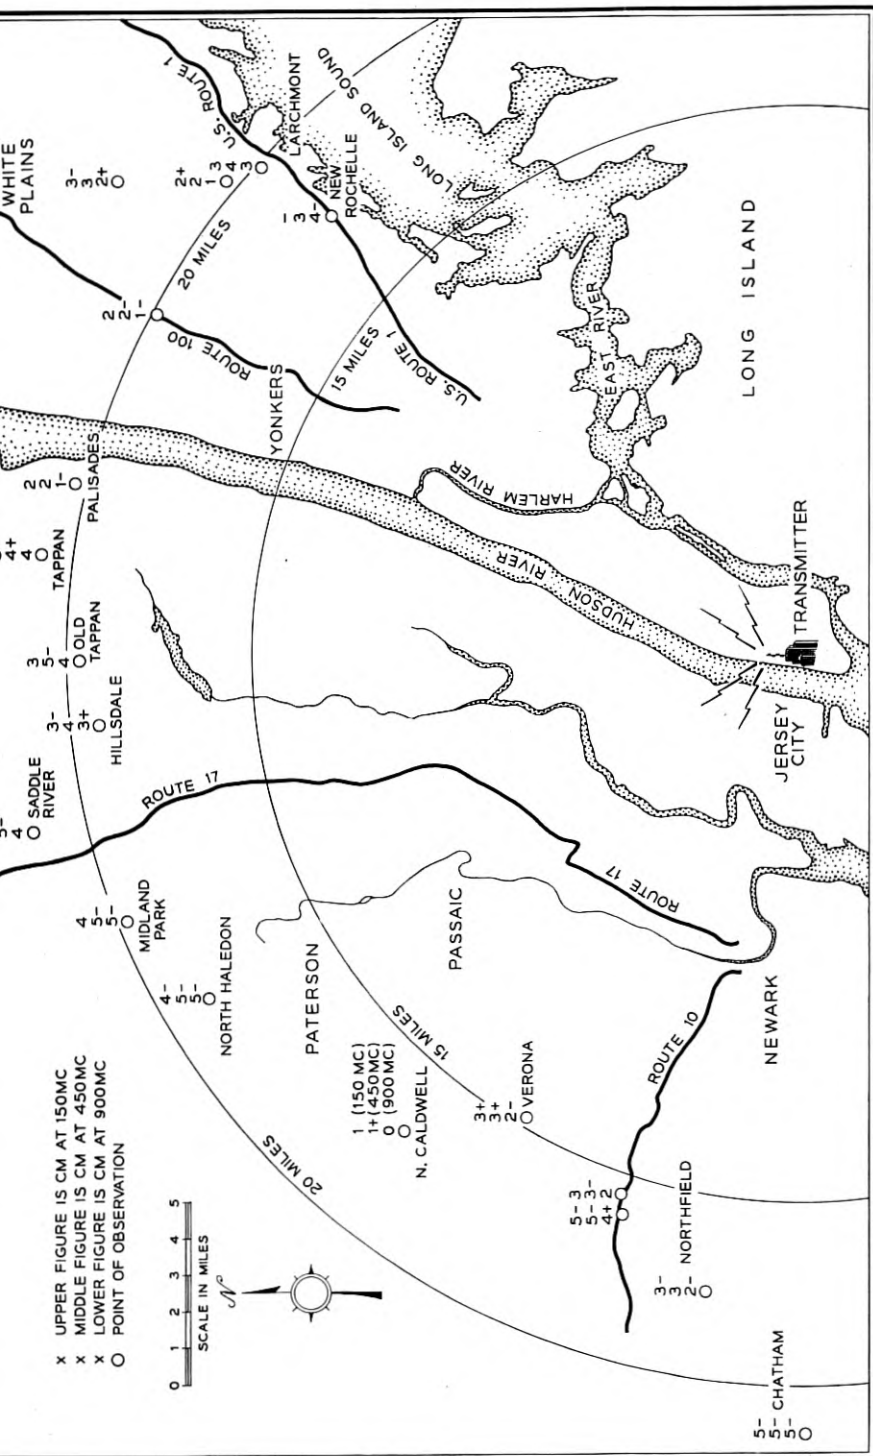 x UPPER FIGURE IS CM AT 150MC
x MIDDLE FIGURE IS CM AT 450MC
x LOWER FIGURE IS CM AT 900MC
O POINT OF OBSERVATION
0 1 2 3 4 5
SCALE IN MILES
N
5-
5-
5-
CHATHAM
3-
3
2-
NORTHFIELD
5- 3
5- 3-
4+ 2
ROUTE 10
NEWARK
3+
3+
2-
VERONA
1 (150 MC)
1+ (450 MC)
0 (900 MC)
N. CALDWELL
20 MILES
15 MILES
PATERSON
PASSAIC
4-
5-
5-
NORTH HALEDON
4
5-
5-
MIDLAND
PARK
5-
4
SADDLE
RIVER
ROUTE 17
ROUTE 17
3-
4
3+
HILLSDALE
3
5-
4
OLD
TAPPAN
4+
4
TAPPAN
2
2
1-
PALISADES
YONKERS
HUDSON RIVER
HARLEM RIVER
EAST RIVER
JERSEY
CITY
TRANSMITTER
LONG ISLAND
2
2-
1-
ROUTE 100
20 MILES
15 MILES
U.S. ROUTE 1
WHITE
PLAINS
3-
3
2+
2+
2
1
3
4
3
LARCHMONT
U.S. ROUTE 1
1
3
4-
NEW
ROCHELLE
LONG ISLAND SOUND